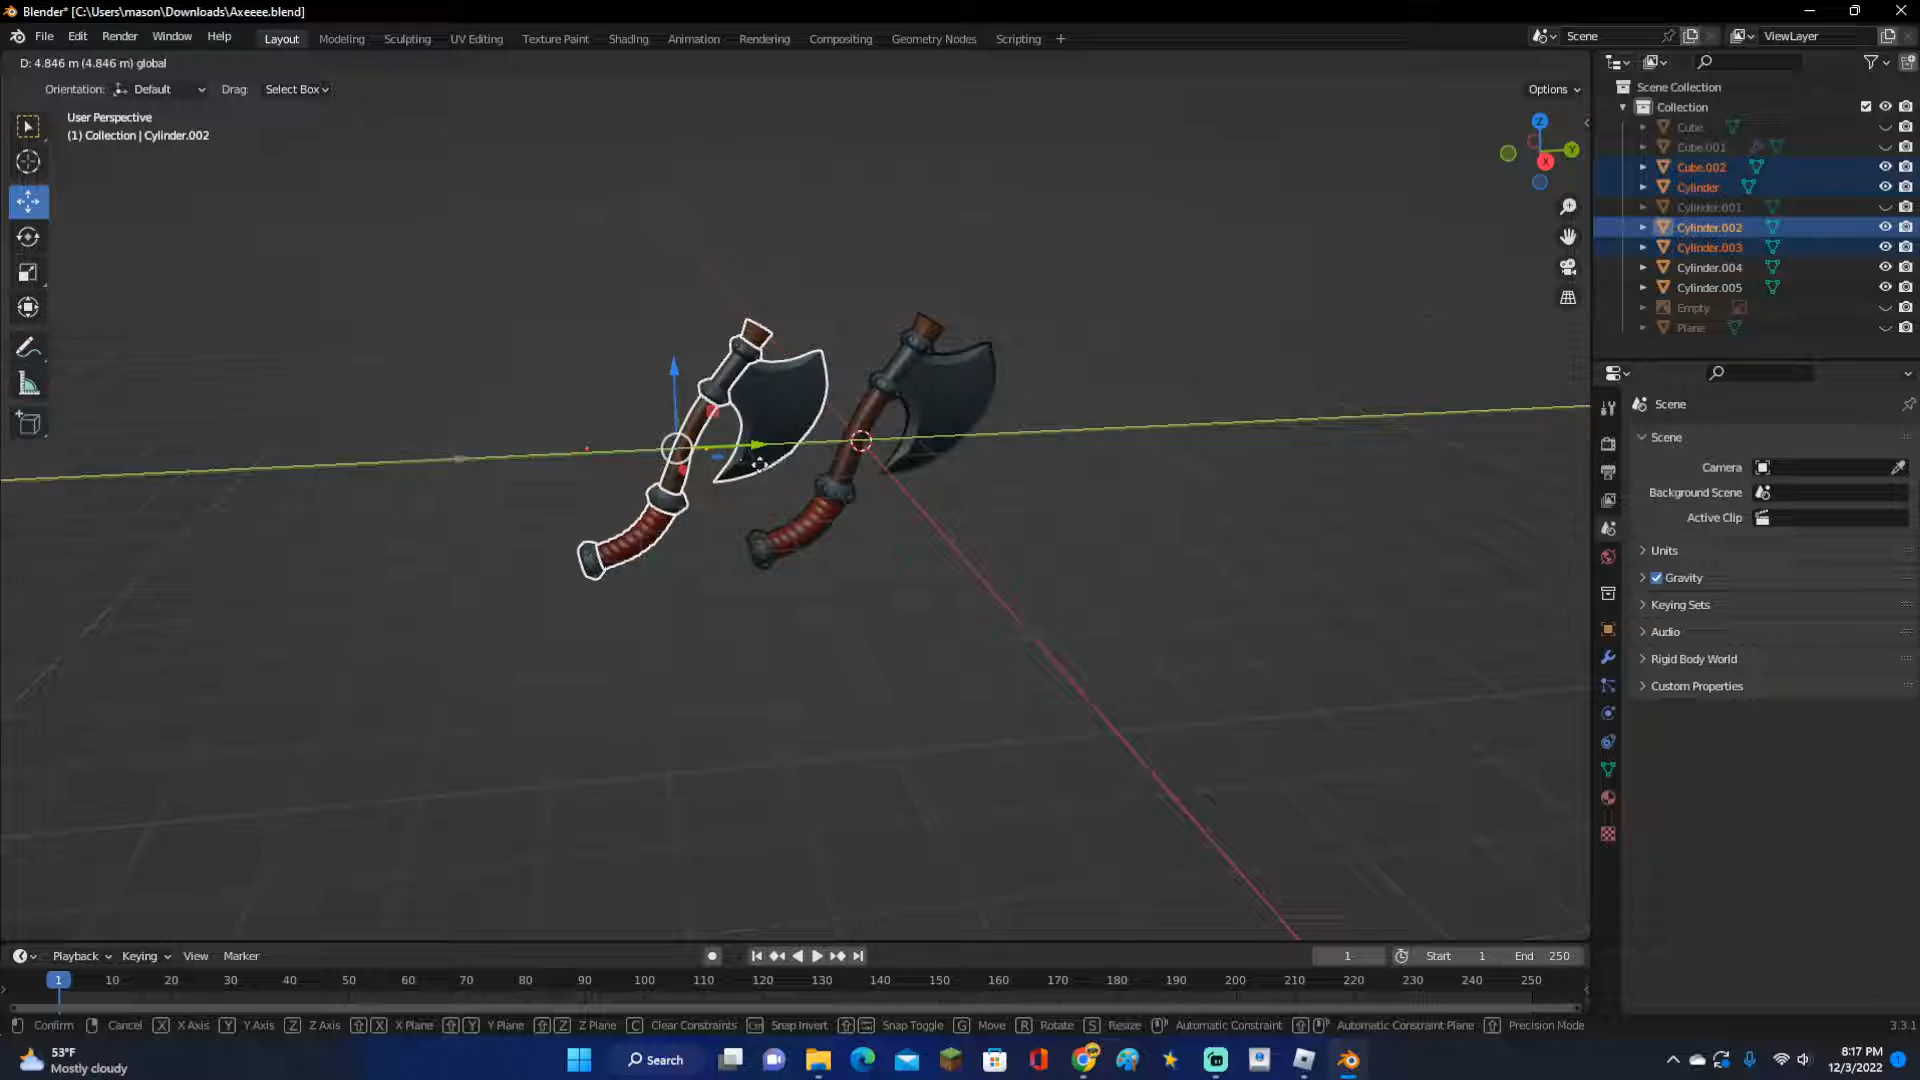 Blender* [C:\Users\mason\Downloads\Axeeee.blend]
File Edit Render Window Help
Layout Modeling Sculpting UV Editing Texture Paint Shading Animation Rendering Compositing Geometry Nodes Scripting
Scene
ViewLayer
D: 4.846 m (4.846 m) global
Orientation: Default Drag: Select Box
Options
User Perspective
(1) Collection | Cylinder.002
Z
Y
X
Scene Collection
Collection
Cube
Cube.001
Cube.002
Cylinder
Cylinder.001
Cylinder.002
Cylinder.003
Cylinder.004
Cylinder.005
Empty
Plane
Scene
Scene
Camera
Background Scene
Active Clip
Units
Gravity
Keying Sets
Audio
Rigid Body World
Custom Properties
Playback Keying View Marker
1 Start 1 End 250
1 10 20 30 40 50 60 70 80 90 100 110 120 130 140 150 160 170 180 190 200 210 220 230 240 250
Confirm Cancel X X Axis Y Y Axis Z Z Axis X X Plane Y Y Plane Z Z Plane C Clear Constraints Ctrl Snap Invert Snap Toggle G Move R Rotate S Resize Automatic Constraint Automatic Constraint Plane Precision Mode
3.3.1
53°F
Mostly cloudy
Search
8:17 PM
12/3/2022
1